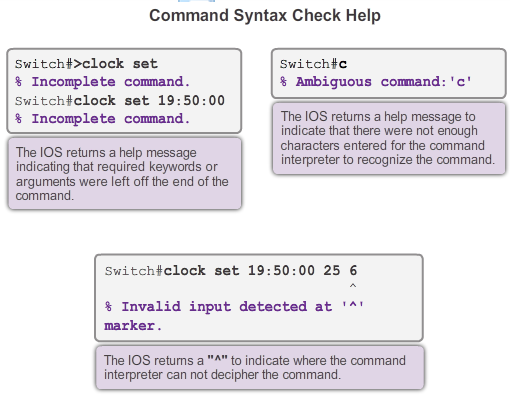 Command Syntax Check Help
Switch#>clock set
% Incomplete command.
Switch#clock set 19:50:00
% Incomplete command.
The IOS returns a help message
indicating that required keywords or
arguments were left off the end of the
command.
Switch#c
% Ambiguous command:'c'
The IOS returns a help message to
indicate that there were not enough
characters entered for the command
interpreter to recognize the command.
Switch#clock set 19:50:00 25 6
^
% Invalid input detected at '^'
marker.
The IOS returns a "^" to indicate where the command
interpreter can not decipher the command.